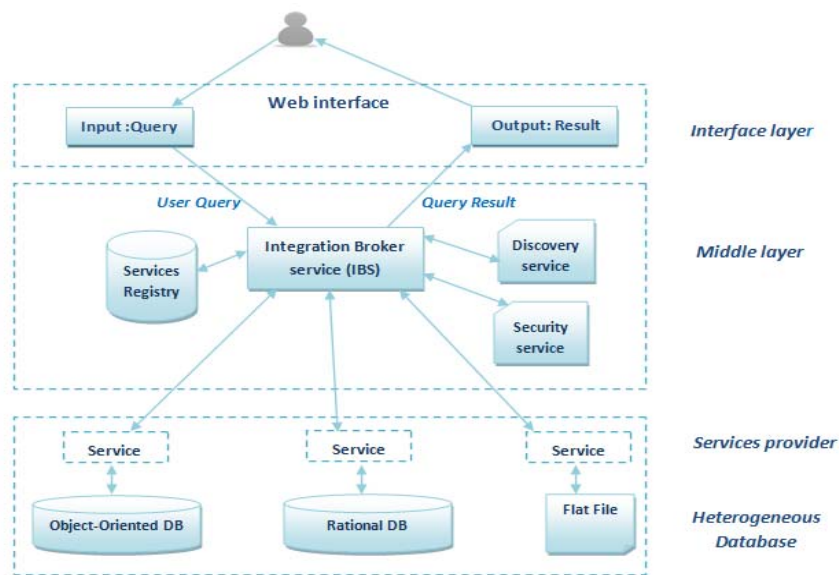 Web interface
Input :Query
Output: Result
Interface layer
User Query
Query Result
Integration Broker
service (IBS)
Services
Registry
Discovery
service
Middle layer
Security
service
Service
Service
Service
Services provider
Object-Oriented DB
Rational DB
Flat File
Heterogeneous
Database